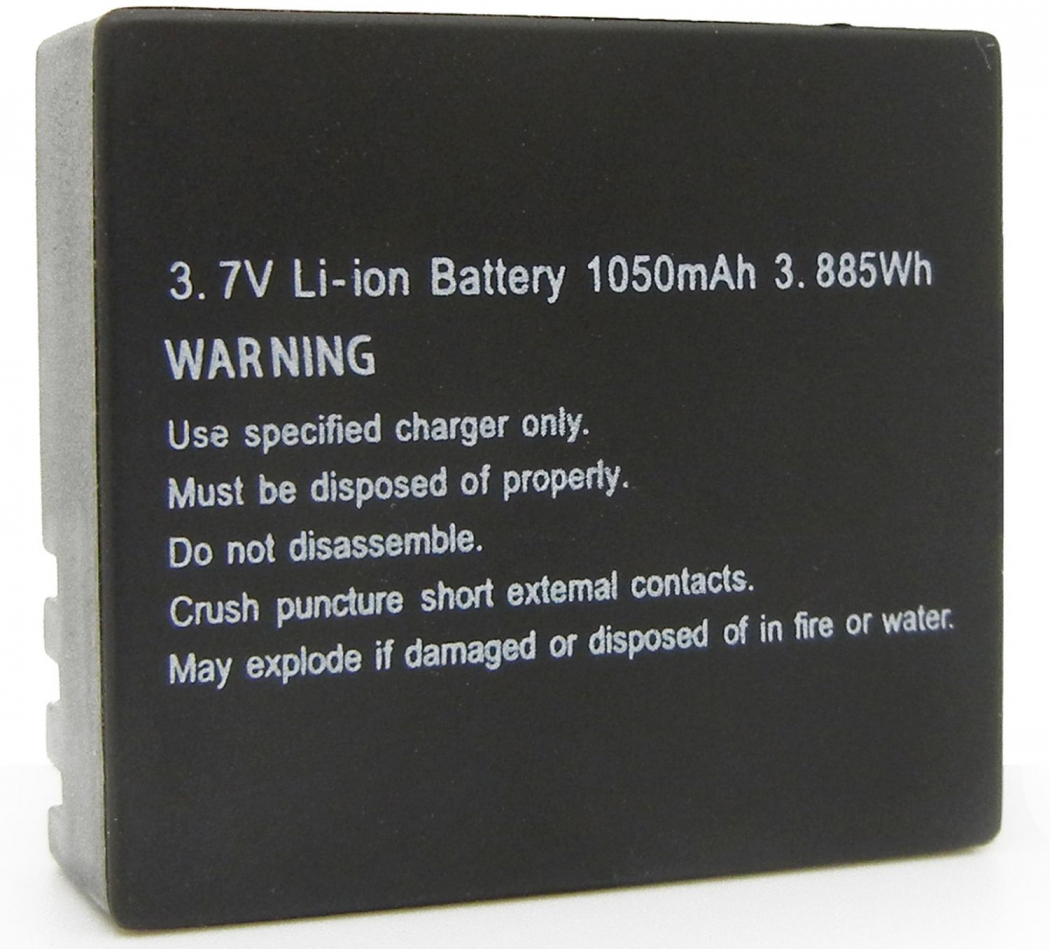 3.7V Li-ion Battery 1050mAh 3.885Wh
WARNING
Use specified charger only.
Must be disposed of properly.
Do not disassemble.
Crush puncture short external contacts.
May explode if damaged or disposed of in fire or water.